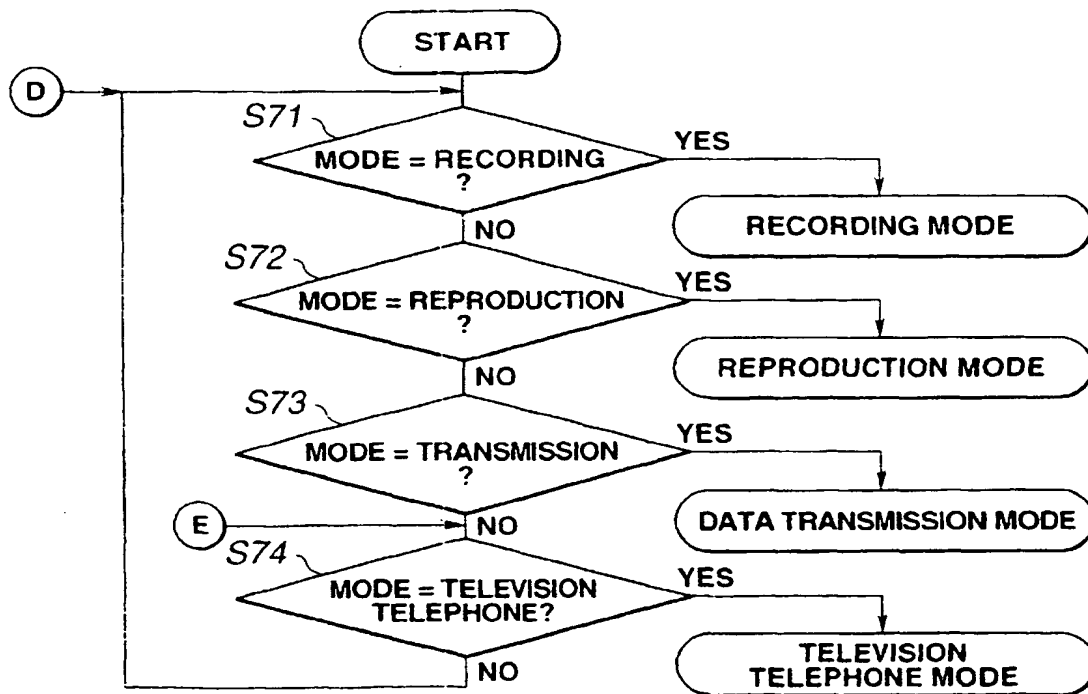 START
D
S71
MODE = RECORDING
?
YES
RECORDING MODE
NO
S72
MODE = REPRODUCTION
?
YES
REPRODUCTION MODE
NO
S73
MODE = TRANSMISSION
?
YES
DATA TRANSMISSION MODE
E
NO
S74
MODE = TELEVISION
TELEPHONE?
YES
TELEVISION
TELEPHONE MODE
NO